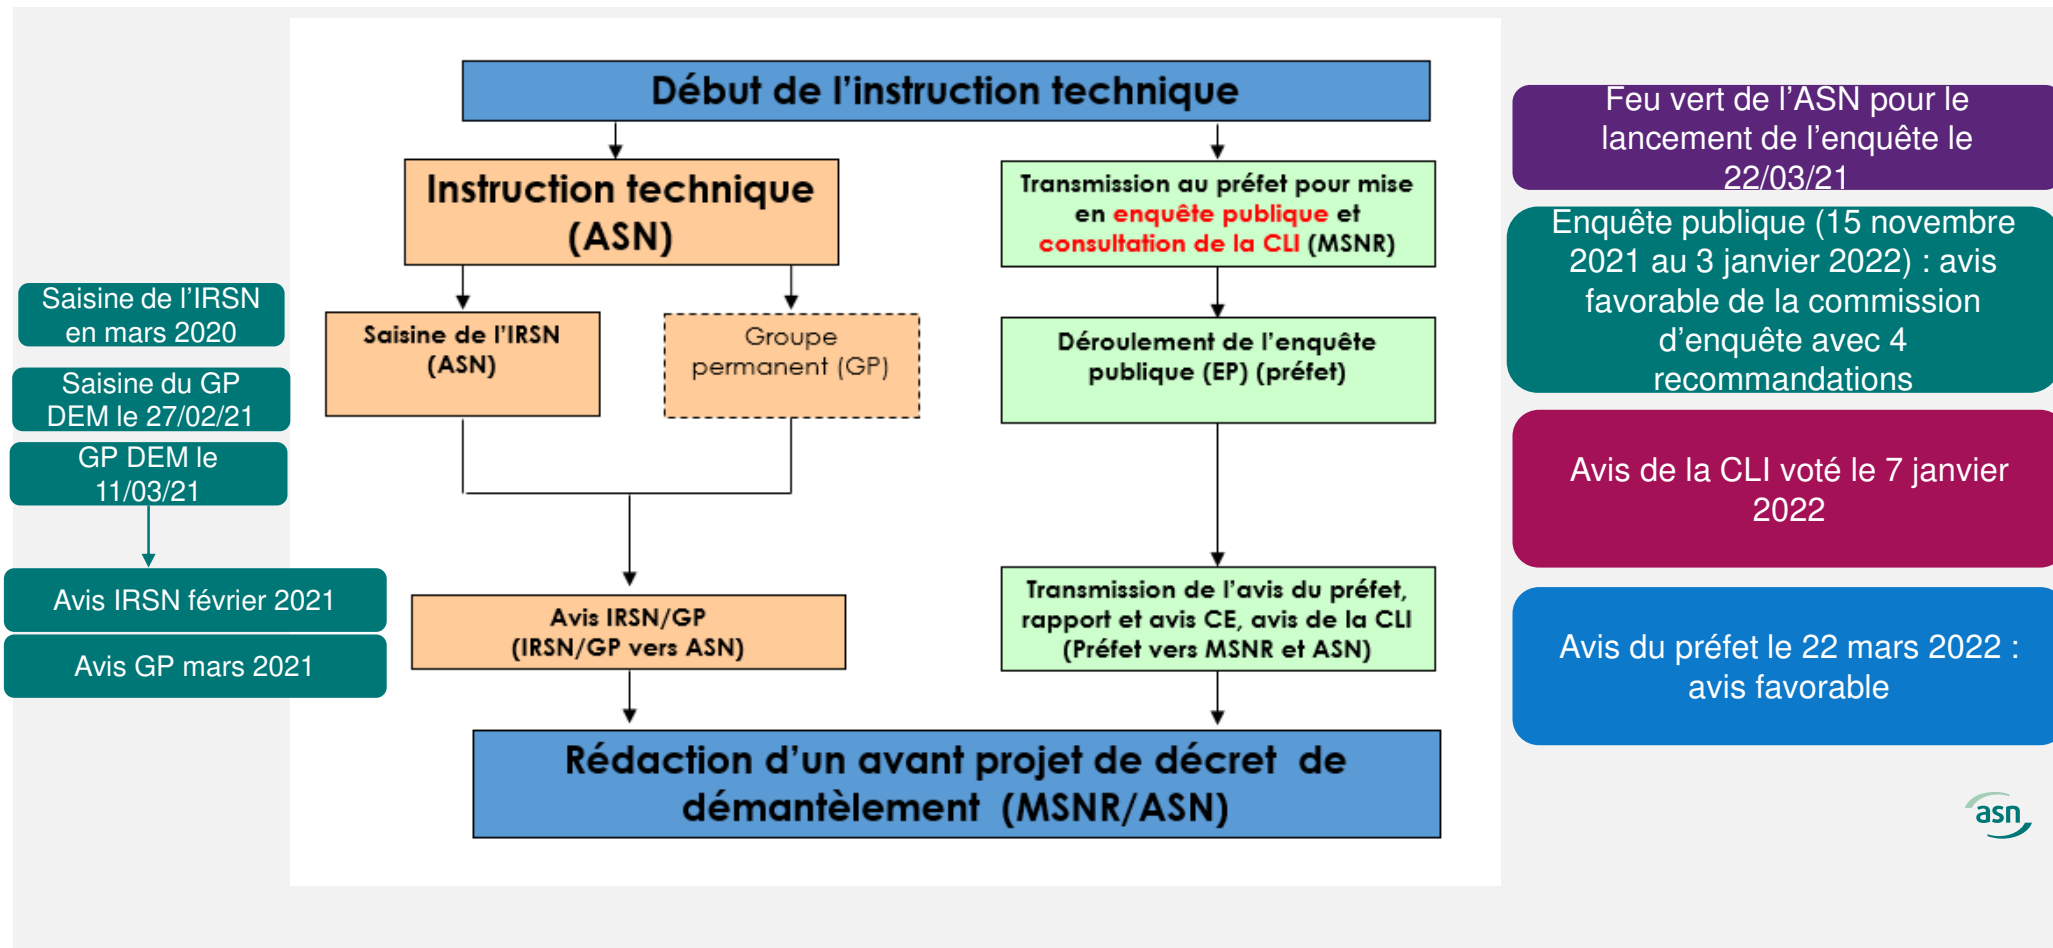 Début de l’instruction technique
Instruction technique
(ASN)
Saisine de l’IRSN
(ASN)
Groupe
permanent (GP)
Avis IRSN/GP
(IRSN/GP vers ASN)
Transmission au préfet pour mise
en enquête publique et
consultation de la CLI (MSNR)
Déroulement de l’enquête
publique (EP) (préfet)
Transmission de l’avis du préfet,
rapport et avis CE, avis de la CLI
(Préfet vers MSNR et ASN)
Rédaction d’un avant projet de décret de
démantèlement (MSNR/ASN)
Saisine de l’IRSN
en mars 2020
Saisine du GP
DEM le 27/02/21
GP DEM le
11/03/21
Avis IRSN février 2021
Avis GP mars 2021
Feu vert de l’ASN pour le
lancement de l’enquête le
22/03/21
Enquête publique (15 novembre
2021 au 3 janvier 2022) : avis
favorable de la commission
d’enquête avec 4
recommandations
Avis de la CLI voté le 7 janvier
2022
Avis du préfet le 22 mars 2022 :
avis favorable
asn